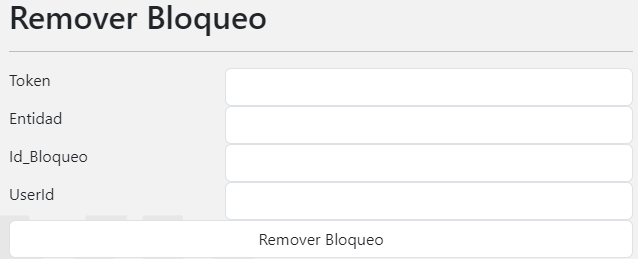 Remover Bloqueo
Token
Entidad
Id_Bloqueo
UserId
Remover Bloqueo